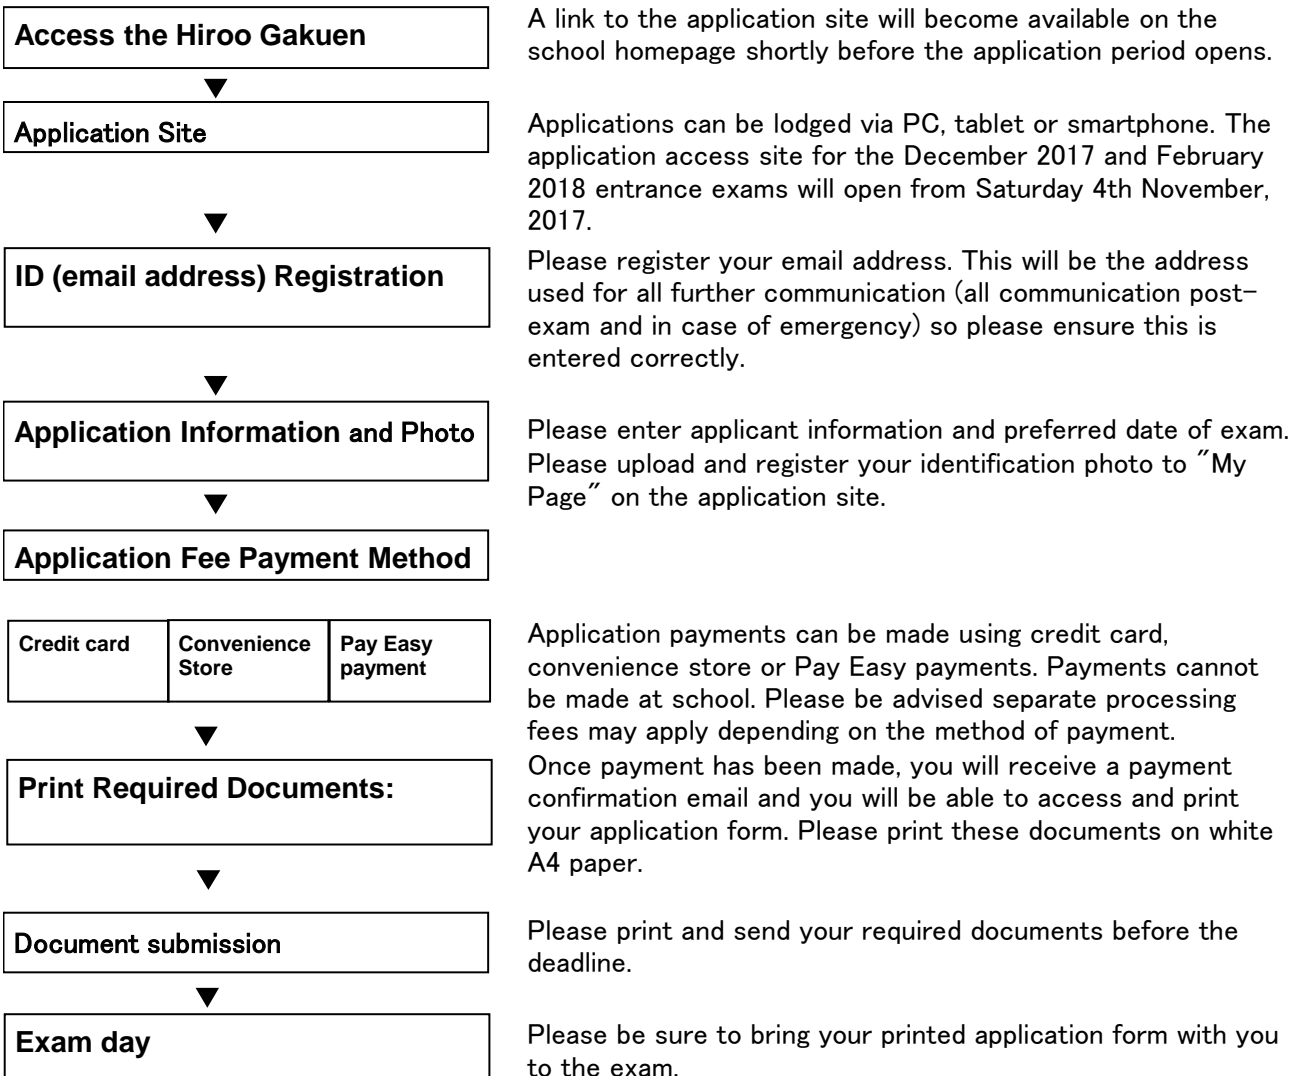 Access the Hiroo Gakuen
A link to the application site will become available on the
school homepage shortly before the application period opens.
▼
Application Site
Applications can be lodged via PC, tablet or smartphone. The
application access site for the December 2017 and February
2018 entrance exams will open from Saturday 4th November,
2017.
▼
ID (email address) Registration
Please register your email address. This will be the address
used for all further communication (all communication post-
exam and in case of emergency) so please ensure this is
entered correctly.
▼
Application Information and Photo
Please enter applicant information and preferred date of exam.
Please upload and register your identification photo to "My
Page" on the application site.
▼
Application Fee Payment Method
Credit card
Convenience
Store
Pay Easy
payment
Application payments can be made using credit card,
convenience store or Pay Easy payments. Payments cannot
be made at school. Please be advised separate processing
fees may apply depending on the method of payment.
▼
Print Required Documents:
Once payment has been made, you will receive a payment
confirmation email and you will be able to access and print
your application form. Please print these documents on white
A4 paper.
▼
Document submission
Please print and send your required documents before the
deadline.
▼
Exam day
Please be sure to bring your printed application form with you
to the exam.